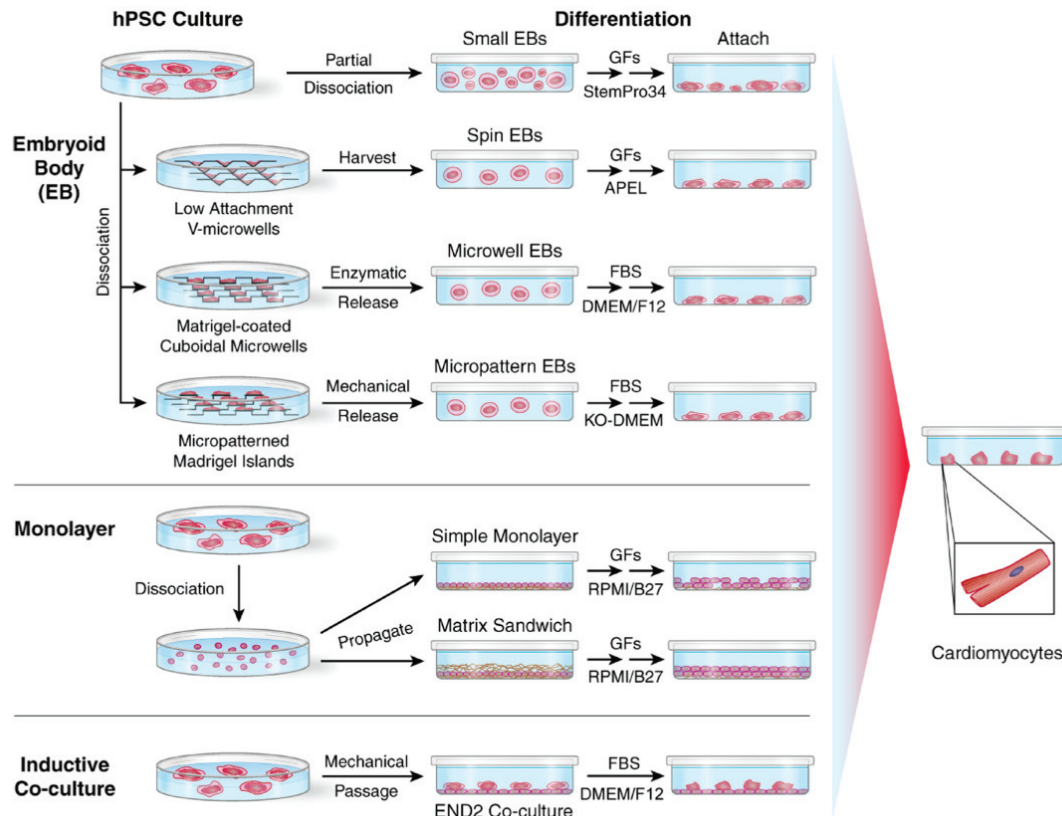 hPSC Culture
Differentiation
Small EBs
Attach
Partial
Dissociation
GFs
StemPro34
Embryoid
Body
(EB)
Dissociation
Harvest
Spin EBs
GFs
APEL
Low Attachment
V-microwells
Enzymatic
Release
Microwell EBs
FBS
DMEM/F12
Matrigel-coated
Cuboidal Microwells
Mechanical
Release
Micropattern EBs
FBS
KO-DMEM
Micropatterned
Madrigel Islands
Monolayer
Dissociation
Propagate
Simple Monolayer
GFs
RPMI/B27
Matrix Sandwich
GFs
RPMI/B27
Inductive
Co-culture
Mechanical
Passage
END2 Co-culture
FBS
DMEM/F12
Cardiomyocytes